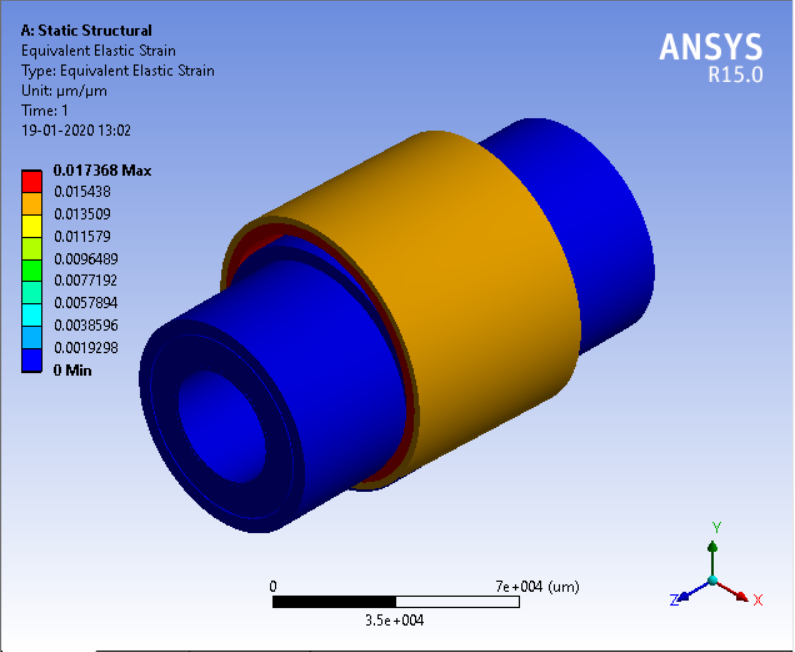 A: Static Structural
Equivalent Elastic Strain
Type: Equivalent Elastic Strain
Unit: µm/µm
Time: 1
19-01-2020 13:02
ANSYS
R15.0
0.017368 Max
0.015438
0.013509
0.011579
0.0096489
0.0077192
0.0057894
0.0038596
0.0019298
0 Min
0 7e+004 (um)
3.5e+004
Y
Z X